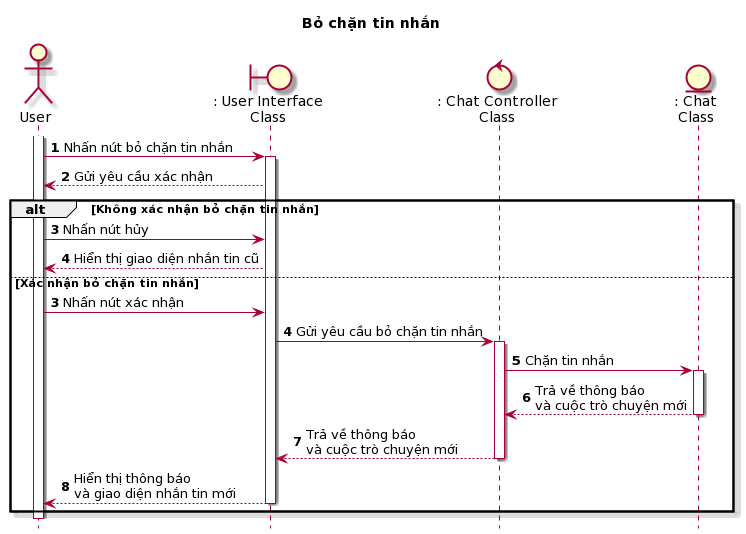 Bỏ chặn tin nhắn
User
: User Interface
Class
: Chat Controller
Class
: Chat
Class
1 Nhấn nút bỏ chặn tin nhắn
2 Gửi yêu cầu xác nhận
alt [Không xác nhận bỏ chặn tin nhắn]
3 Nhấn nút hủy
4 Hiển thị giao diện nhắn tin cũ
[Xác nhận bỏ chặn tin nhắn]
3 Nhấn nút xác nhận
4 Gửi yêu cầu bỏ chặn tin nhắn
5 Chặn tin nhắn
6 Trả về thông báo
và cuộc trò chuyện mới
7 Trả về thông báo
và cuộc trò chuyện mới
8 Hiển thị thông báo
và giao diện nhắn tin mới